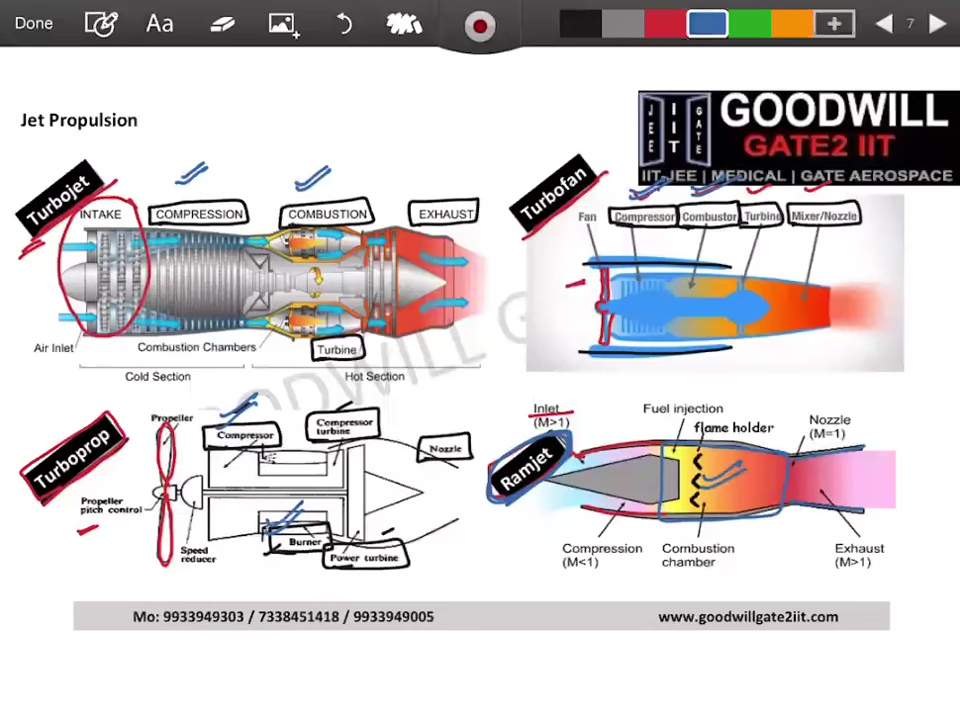 Done
Aa
7
Jet Propulsion
JEE
IIT
GATE
GOODWILL
GATE2 IIT
IIT-JEE | MEDICAL | GATE AEROSPACE
Turbojet
INTAKE
COMPRESSION
COMBUSTION
EXHAUST
Air Inlet
Combustion Chambers
Turbine
Cold Section
Hot Section
Turbofan
Fan
Compressor
Combustor
Turbine
Mixer/Nozzle
GOODWILL G
Turboprop
Propeller
Compressor
Compressor
turbine
Nozzle
Propeller
pitch control
Speed
reducer
Burner
Power turbine
Ramjet
Inlet
(M>1)
Fuel injection
flame holder
Nozzle
(M=1)
Compression
(M<1)
Combustion
chamber
Exhaust
(M>1)
Mo: 9933949303 / 7338451418 / 9933949005
www.goodwillgate2iit.com